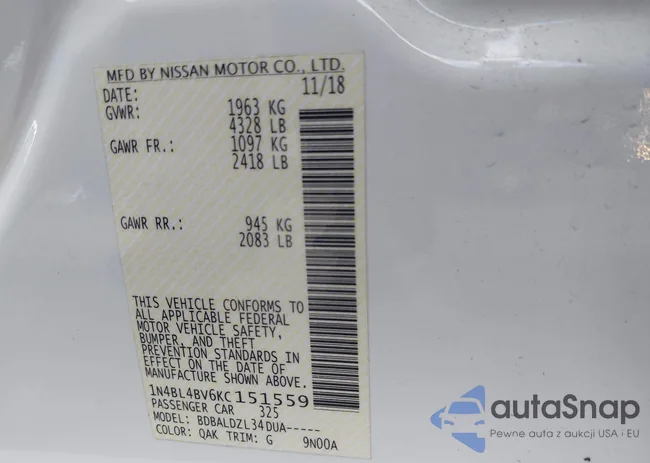 MFD BY NISSAN MOTOR CO., LTD.
DATE: 11/18
GVWR: 1963 KG
4328 LB
GAWR FR.: 1097 KG
2418 LB
GAWR RR.: 945 KG
2083 LB
THIS VEHICLE CONFORMS TO
ALL APPLICABLE FEDERAL
MOTOR VEHICLE SAFETY,
BUMPER, AND THEFT
PREVENTION STANDARDS IN
EFFECT ON THE DATE OF
MANUFACTURE SHOWN ABOVE.
1N4BL4BV6KC151559
PASSENGER CAR 325
MODEL: BDBALDZL34DUA-----
COLOR: QAK TRIM: G 9N00A
autoSnap
Pewne auta z aukcji USA i EU